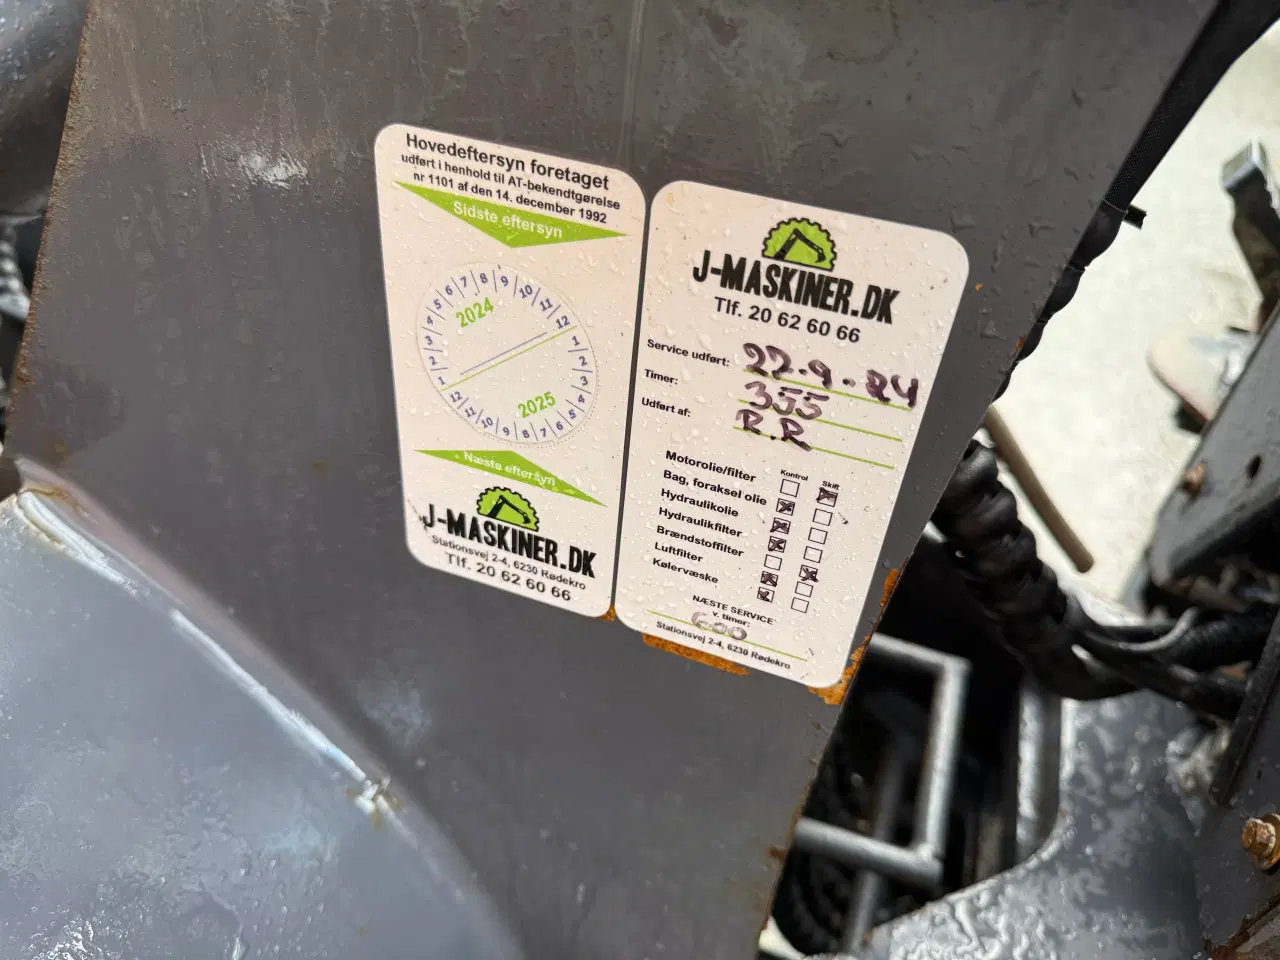 Hovedeftersyn foretaget
udført i henhold til AT-bekendtgørelse
nr 1101 af den 14. december 1992
Sidste eftersyn
1 2 3 4 5 6 7 8 9 10 11 12
2024
1 2 3 4 5 6 7 8 9 10 11 12
2025
Næste eftersyn
J-MASKINER.DK
Stationsvej 2-4, 6230 Rødekro
Tlf. 20 62 60 66
J-MASKINER.DK
Tlf. 20 62 60 66
Service udført: 27-9-24
Timer: 355
Udført af: R.R
Kontrol Skift
Motorolie/filter
Bag, foraksel olie
Hydraulikolie
Hydraulikfilter
Brændstoffilter
Luftfilter
Kølervæske
NÆSTE SERVICE
v. timer:
600
Stationsvej 2-4, 6230 Rødekro